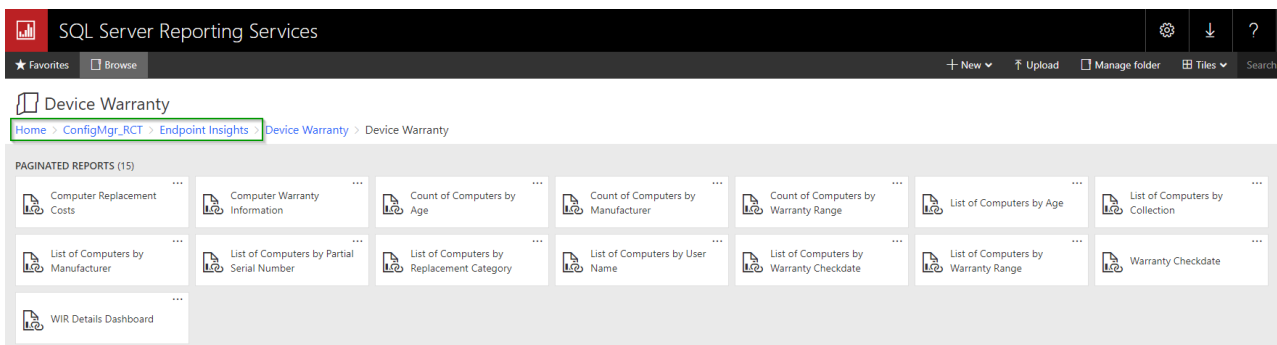 SQL Server Reporting Services
?
Favorites Browse New Upload Manage folder Tiles Search
Device Warranty
Home > ConfigMgr_RCT > Endpoint Insights > Device Warranty > Device Warranty
PAGINATED REPORTS (15)
Computer Replacement
Costs
Computer Warranty
Information
Count of Computers by
Age
Count of Computers by
Manufacturer
Count of Computers by
Warranty Range
List of Computers by Age
List of Computers by
Collection
List of Computers by
Manufacturer
List of Computers by Partial
Serial Number
List of Computers by
Replacement Category
List of Computers by User
Name
List of Computers by
Warranty Checkdate
List of Computers by
Warranty Range
Warranty Checkdate
WIR Details Dashboard